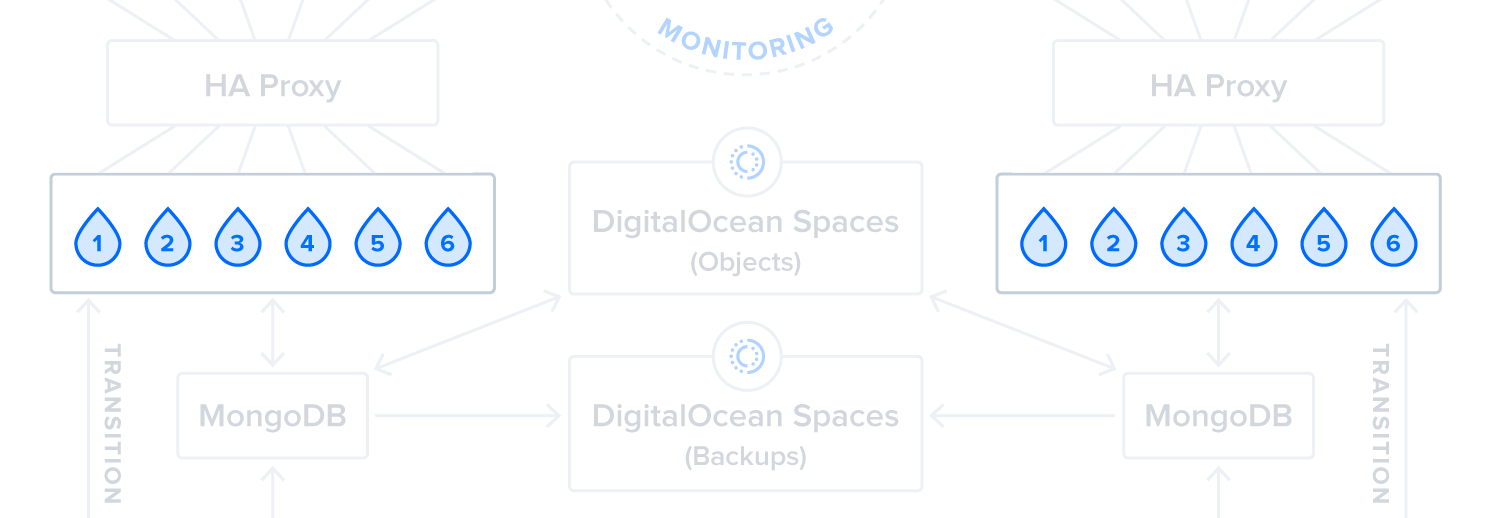 MONITORING
HA Proxy
HA Proxy
1 2 3 4 5 6
1 2 3 4 5 6
DigitalOcean Spaces
(Objects)
TRANSITION
MongoDB
DigitalOcean Spaces
(Backups)
MongoDB
TRANSITION